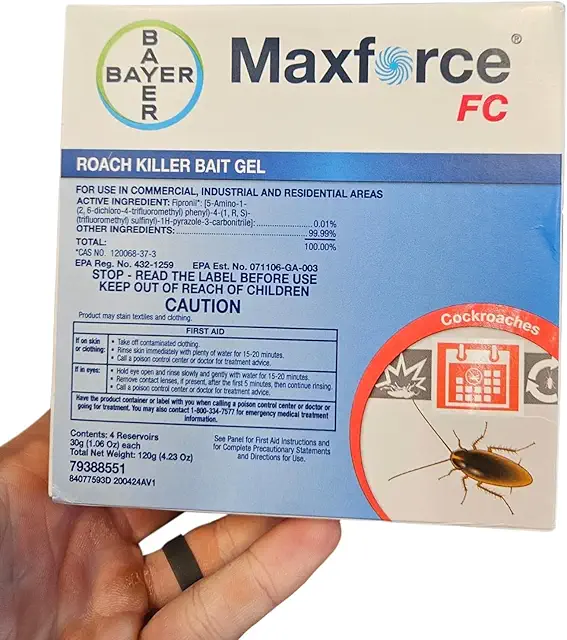 BAYER
BAYER
Maxforce®
FC
ROACH KILLER BAIT GEL
FOR USE IN COMMERCIAL, INDUSTRIAL AND RESIDENTIAL AREAS
ACTIVE INGREDIENT: Fipronil*: [5-Amino-1-
(2, 6-dichloro-4-trifluoromethyl) phenyl)-4-(1, R, S)-
(trifluoromethyl) sulfinyl)-1H-pyrazole-3-carbonitrile]: 0.01%
OTHER INGREDIENTS: 99.99%
TOTAL: 100.00%
*CAS NO. 120068-37-3
EPA Reg. No. 432-1259 EPA Est. No. 071106-GA-003
STOP - READ THE LABEL BEFORE USE
KEEP OUT OF REACH OF CHILDREN
CAUTION
Product may stain textiles and clothing.
FIRST AID
If on skin or clothing:
• Take off contaminated clothing.
• Rinse skin immediately with plenty of water for 15-20 minutes.
• Call a poison control center or doctor for treatment advice.
If in eyes:
• Hold eye open and rinse slowly and gently with water for 15-20 minutes.
• Remove contact lenses, if present, after the first 5 minutes, then continue rinsing.
• Call a poison control center or doctor for treatment advice.
Have the product container or label with you when calling a poison control center or doctor or
going for treatment. You may also contact 1-800-334-7577 for emergency medical treatment
information.
Contents: 4 Reservoirs
30g (1.06 Oz) each
Total Net Weight: 120g (4.23 Oz)
79388551
84077593D 200424AV1
See Panel for First Aid Instructions and
for Complete Precautionary Statements
and Directions for Use.
Cockroaches